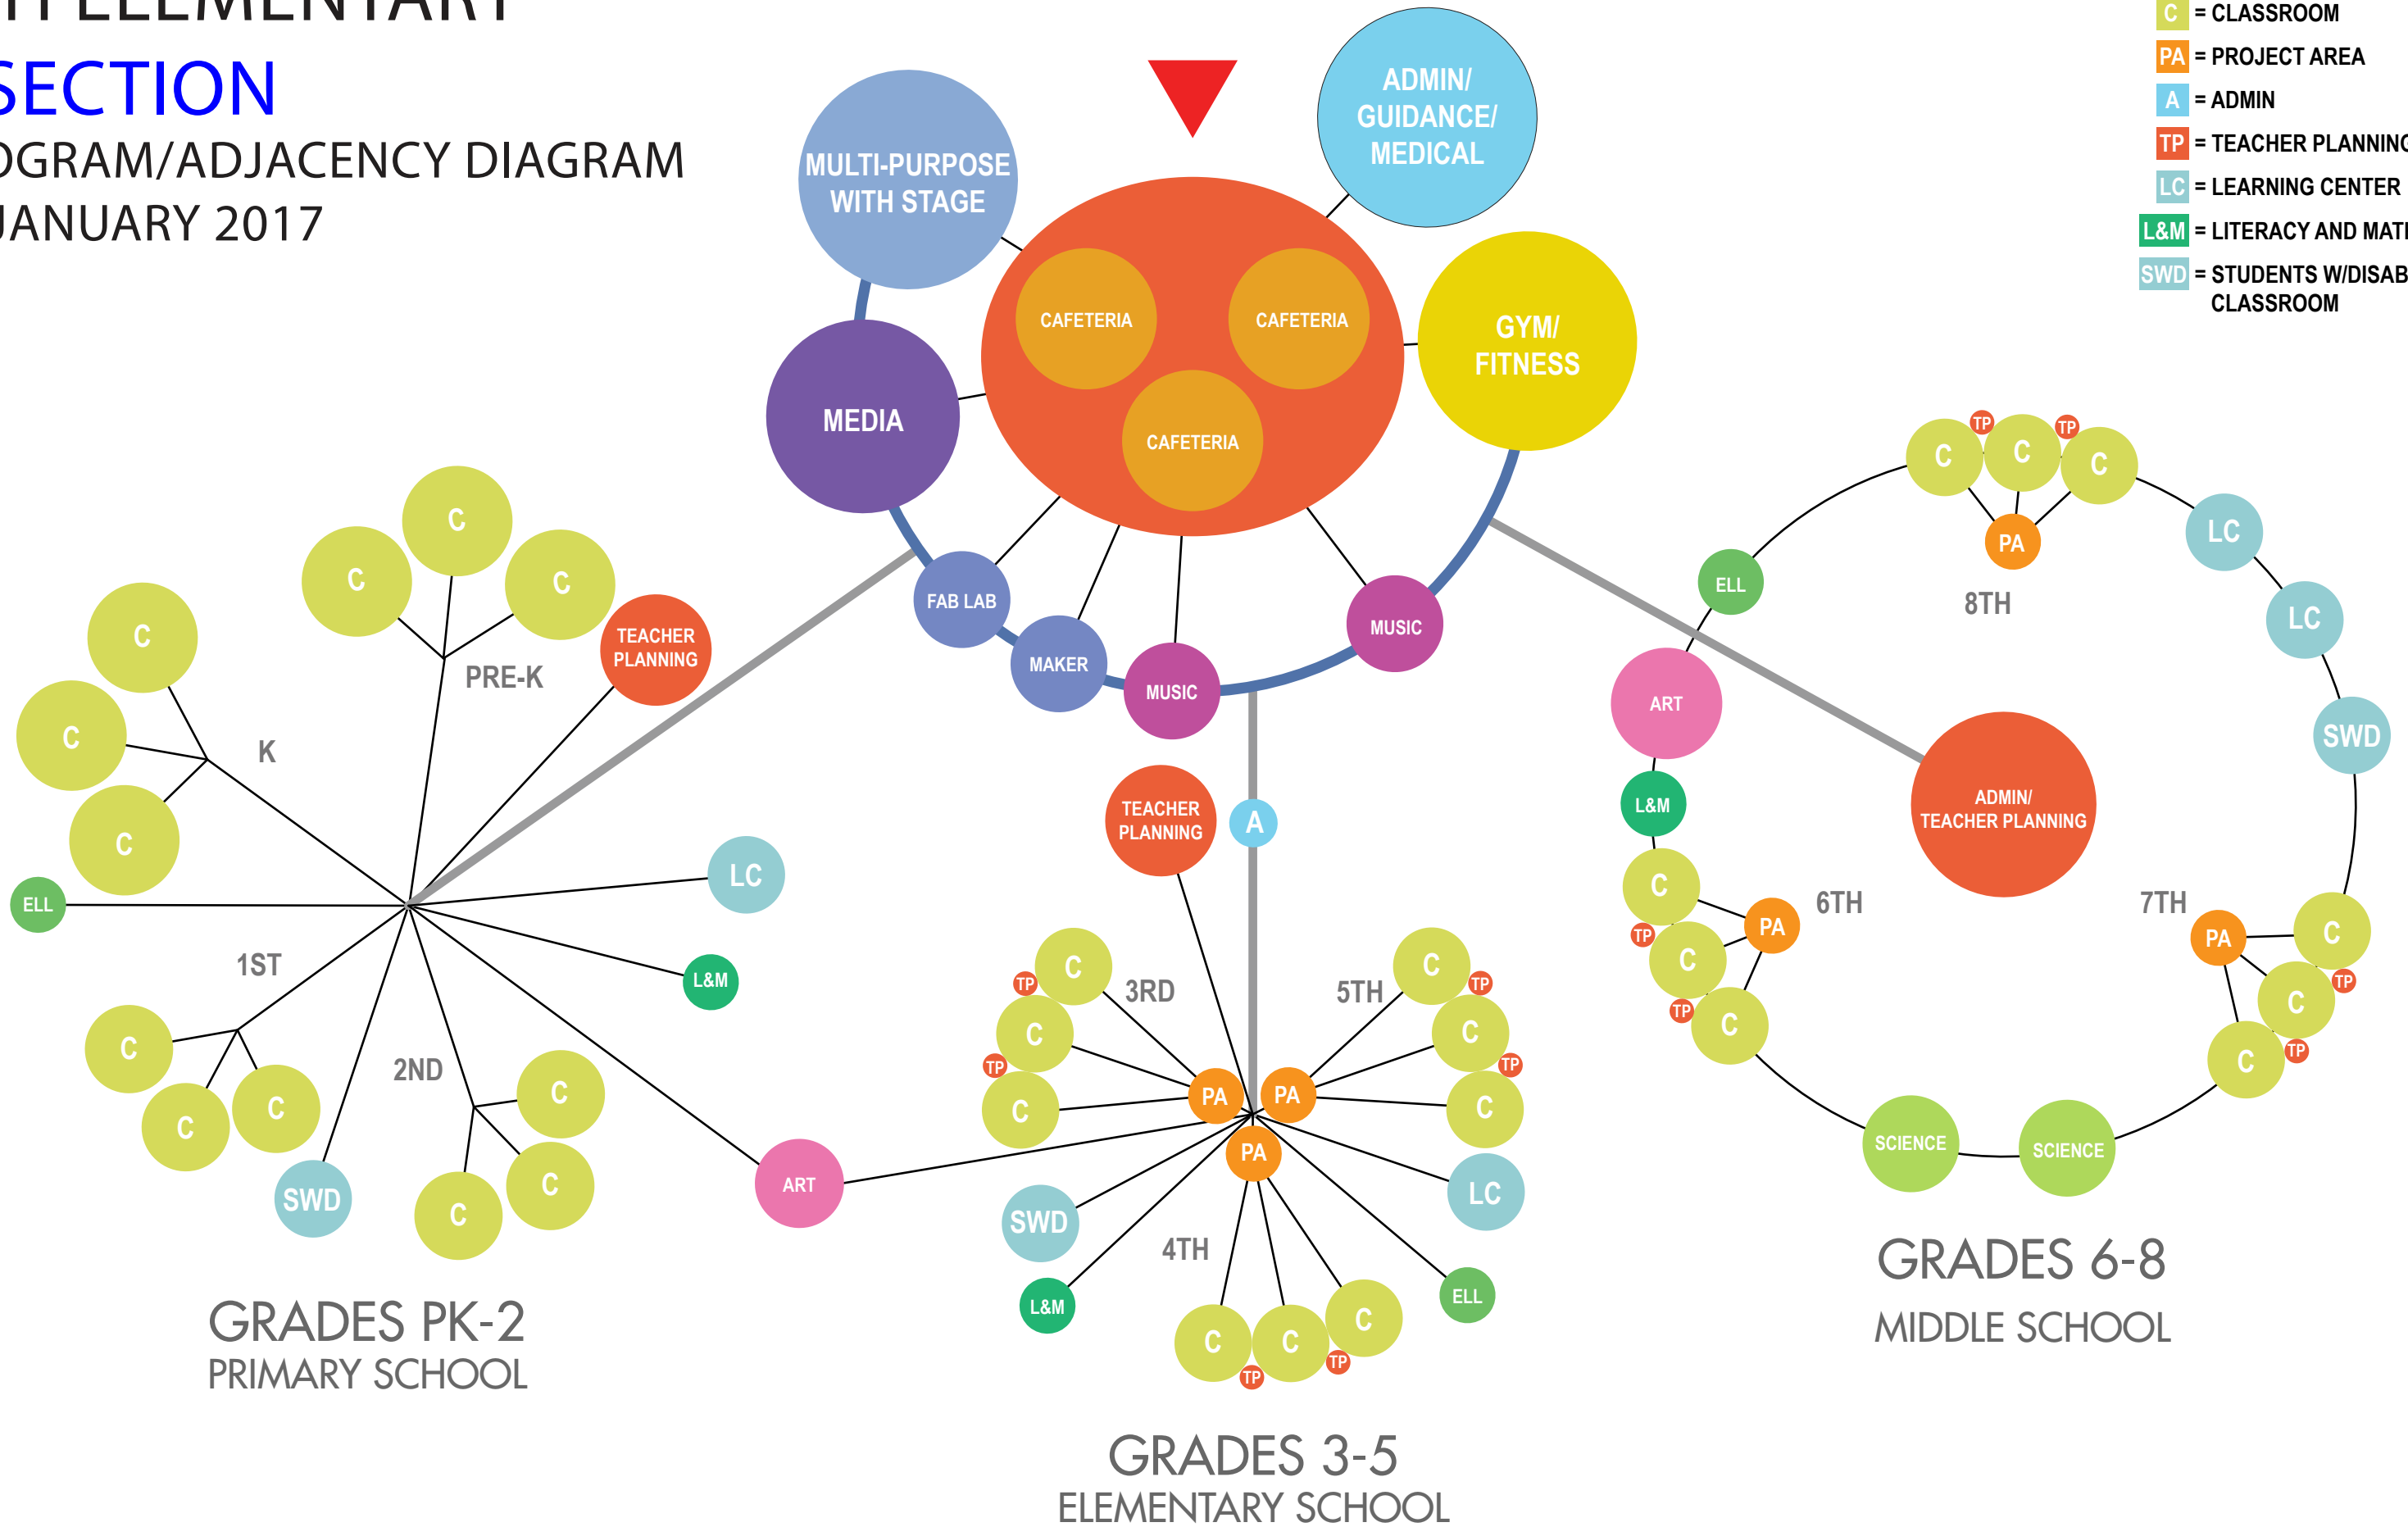 ELEMENTARY
SECTION
OGRAM/ADJACENCY DIAGRAM
JANUARY 2017
C = CLASSROOM
PA = PROJECT AREA
A = ADMIN
TP = TEACHER PLANNING
LC = LEARNING CENTER
L&M = LITERACY AND MAT
SWD = STUDENTS W/DISAB
CLASSROOM
MULTI-PURPOSE
WITH STAGE
ADMIN/
GUIDANCE/
MEDICAL
CAFETERIA
CAFETERIA
CAFETERIA
GYM/
FITNESS
MEDIA
FAB LAB
MAKER
MUSIC
MUSIC
C
C
C
PRE-K
TEACHER
PLANNING
C
C
C
K
ELL
LC
L&M
1ST
C
C
C
SWD
2ND
C
C
C
ART
GRADES PK-2
PRIMARY SCHOOL
TEACHER
PLANNING
A
3RD
C
TP
C
TP
C
PA
5TH
C
TP
C
TP
C
PA
PA
SWD
L&M
4TH
C
TP
C
TP
C
LC
ELL
GRADES 3-5
ELEMENTARY SCHOOL
C
TP
C
TP
C
PA
8TH
ELL
LC
LC
SWD
ART
L&M
ADMIN/
TEACHER PLANNING
C
TP
C
TP
C
PA
6TH
7TH
PA
C
TP
C
TP
C
SCIENCE
SCIENCE
GRADES 6-8
MIDDLE SCHOOL